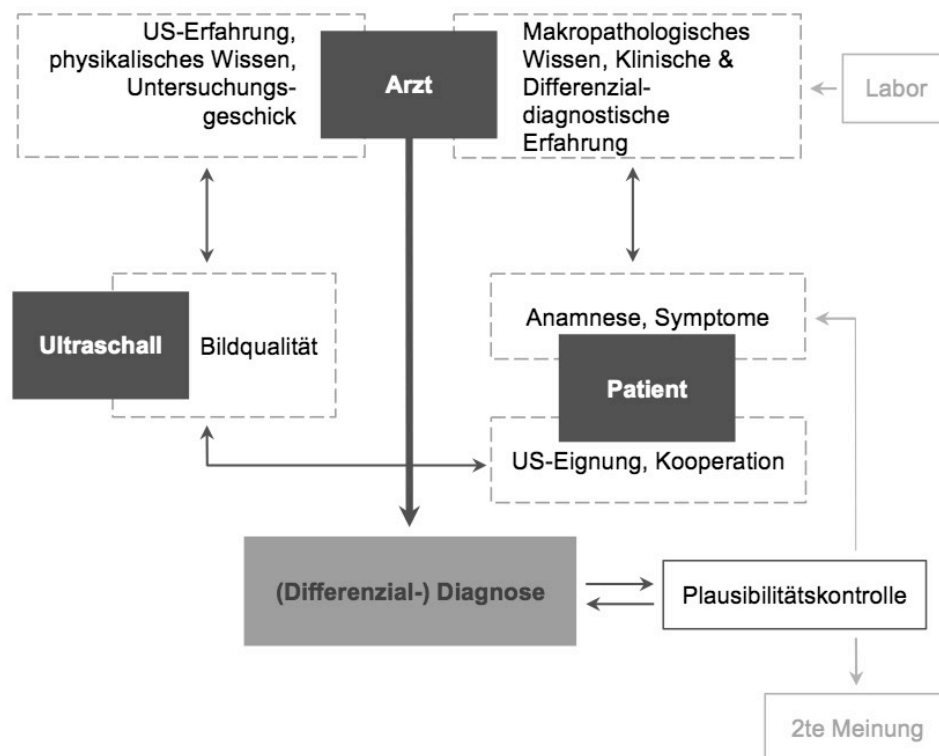 US-Erfahrung,
physikalisches Wissen,
Untersuchungs-
geschick
Arzt
Makropathologisches
Wissen, Klinische &
Differenzial-
diagnostische
Erfahrung
Labor
Ultraschall
Bildqualität
Anamnese, Symptome
Patient
US-Eignung, Kooperation
(Differenzial-) Diagnose
Plausibilitätskontrolle
2te Meinung